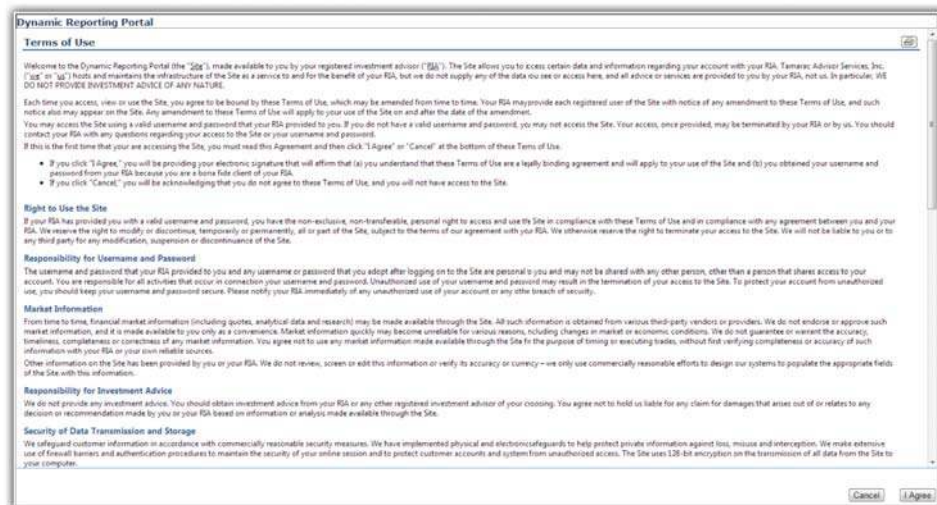 Dynamic Reporting Portal
Terms of Use
Welcome to the Dynamic Reporting Portal (the "Site"), made available to you by your registered investment advisor ("RIA"). The Site allows you to access certain data and information regarding your account with your RIA. Tamarac Advisor Services, Inc.
("we" or "us") hosts and maintains the infrastructure of the Site as a service to and for the benefit of your RIA, but we do not supply any of the data you see or access here, and all advice or services are provided to you by your RIA, not us. In particular, WE
DO NOT PROVIDE INVESTMENT ADVICE OF ANY NATURE.
Each time you access, view or use the Site, you agree to be bound by these Terms of Use, which may be amended from time to time. Your RIA may provide each registered user of the Site with notice of any amendment to these Terms of Use, and such
notice also may appear on the Site. Any amendment to these Terms of Use will apply to your use of the Site on and after the date of the amendment.
You may access the Site using a valid username and password that your RIA provided to you. If you do not have a valid username and password, you may not access the Site. Your access, once provided, may be terminated by your RIA or by us. You should
contact your RIA with any questions regarding your access to the Site or your username and password.
If this is the first time that your are accessing the Site, you must read this Agreement and then click "I Agree" or "Cancel" at the bottom of these Terms of Use.
• If you click "I Agree," you will be providing your electronic signature that will affirm that (a) you understand that these Terms of Use are a legally binding agreement and will apply to your use of the Site and (b) you obtained your username and
password from your RIA because you are a bona fide client of your RIA.
• If you click "Cancel," you will be acknowledging that you do not agree to these Terms of Use, and you will not have access to the Site.
Right to Use the Site
If your RIA has provided you with a valid username and password, you have the non-exclusive, non-transferable, personal right to access and use the Site in compliance with these Terms of Use and in compliance with any agreement between you and your
RIA. We reserve the right to modify or discontinue, temporarily or permanently, all or part of the Site, subject to the terms of our agreement with your RIA. We otherwise reserve the right to terminate your access to the Site. We will not be liable to you or to
any third party for any modification, suspension or discontinuance of the Site.
Responsibility for Username and Password
The username and password that your RIA provided to you and any username or password that you adopt after logging on to the Site are personal to you and may not be shared with any other person, other than a person that shares access to your
account. You are responsible for all activities that occur in connection your username and password. Unauthorized use of your username and password may result in the termination of your access to the Site. To protect your account from unauthorized
use, you should keep your username and password secure. Please notify your RIA immediately of any unauthorized use of your account or any other breach of security.
Market Information
From time to time, financial market information (including quotes, analytical data and research) may be made available through the Site. All such information is obtained from various third-party vendors or providers. We do not endorse or approve such
market information, and it is made available to you only as a convenience. Market information quickly may become unreliable for various reasons, including changes in market or economic conditions. We do not guarantee or warrant the accuracy,
timeliness, completeness or correctness of any market information. You agree not to use any market information made available through the Site for the purpose of timing or executing trades, without first verifying completeness or accuracy of such
information with your RIA or your own reliable sources.
Other information on the Site has been provided by you or your RIA. We do not review, screen or edit this information or verify its accuracy or currency – we only use commercially reasonable efforts to design our systems to populate the appropriate fields
of the Site with this information.
Responsibility for Investment Advice
We do not provide any investment advice. You should obtain investment advice from your RIA or any other registered investment advisor of your choosing. You agree not to hold us liable for any claim for damages that arises out of or relates to any
decision or recommendation made by you or your RIA based on information or analysis made available through the Site.
Security of Data Transmission and Storage
We safeguard customer information in accordance with commercially reasonable security measures. We have implemented physical and electronic safeguards to help protect private information against loss, misuse and interception. We make extensive
use of firewall barriers and authentication procedures to maintain the security of your online session and to protect customer accounts and system from unauthorized access. The Site uses 128-bit encryption on the transmission of all data from the Site to
your computer.
Cancel I Agree